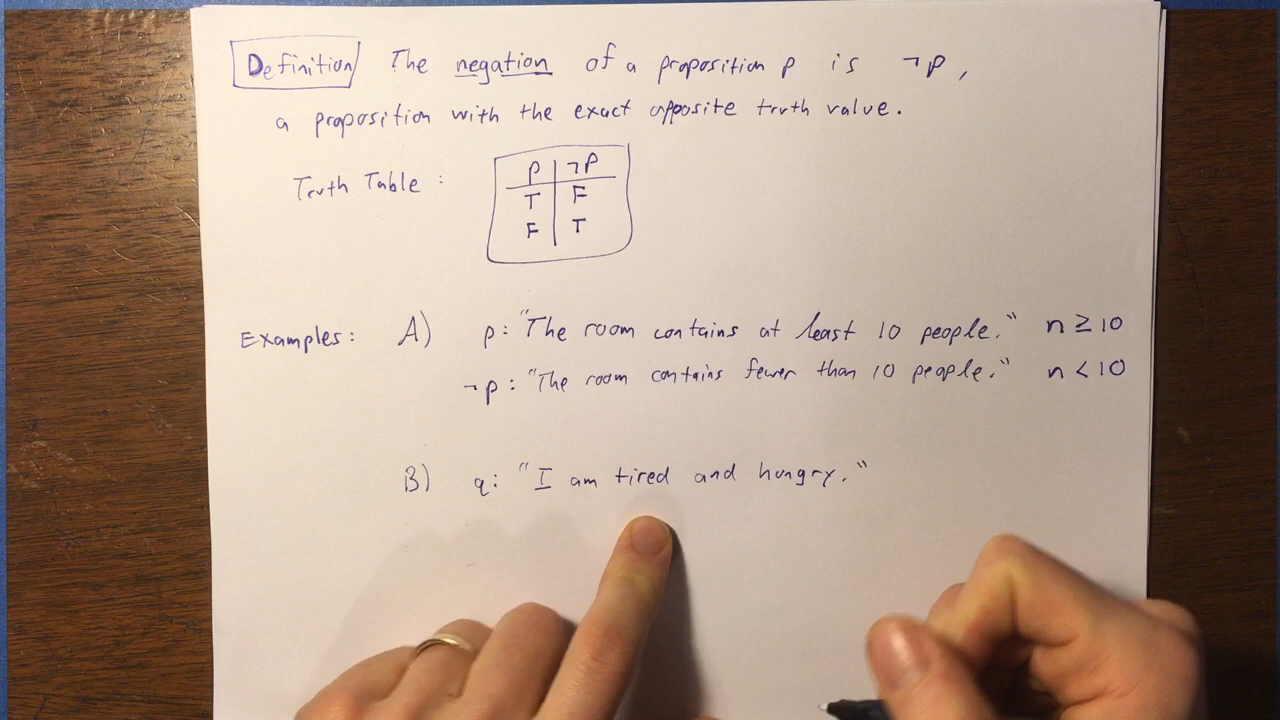 Definition The negation of a proposition p is ¬p,
a proposition with the exact opposite truth value.
Truth Table :
p ¬p
T F
F T
Examples: A) p: "The room contains at least 10 people." n ≥ 10
¬p: "The room contains fewer than 10 people." n < 10
B) q: "I am tired and hungry."